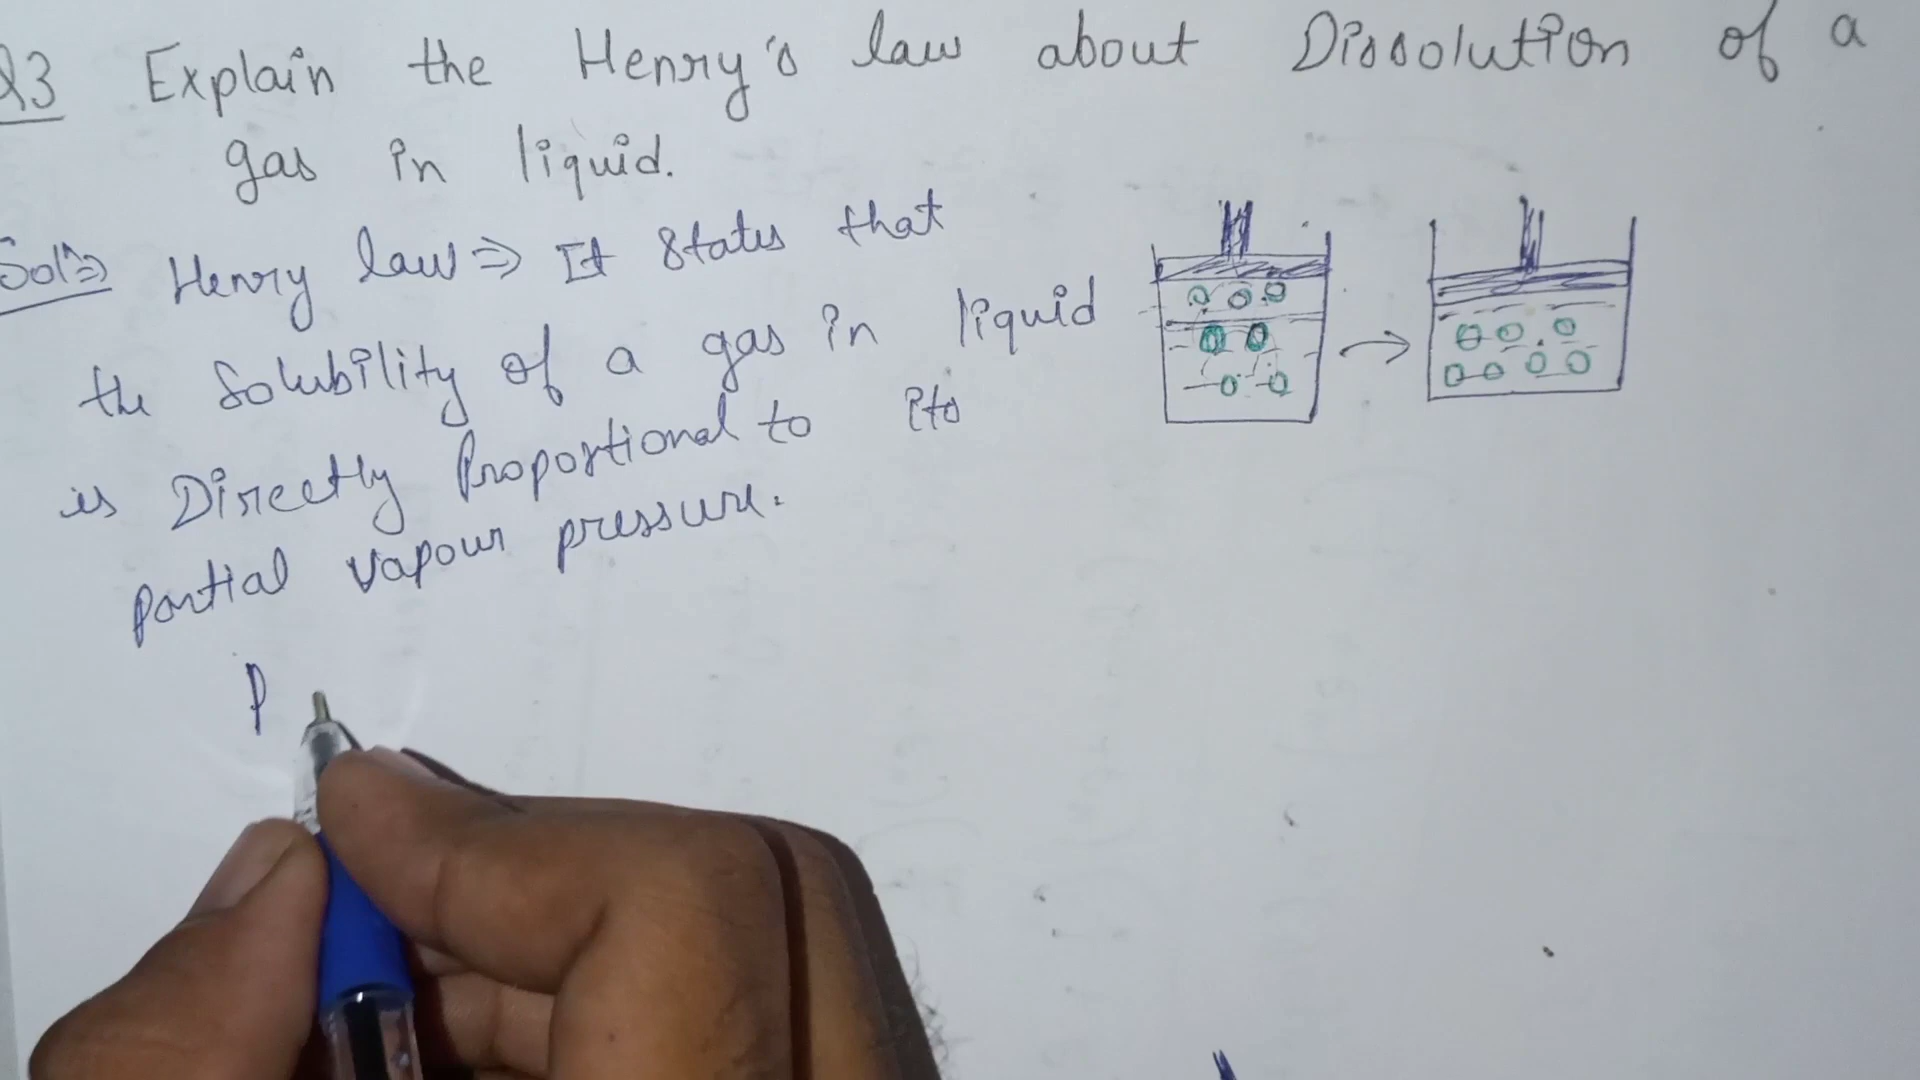 Q3 Explain the Henry's law about Dissolution of a
gas in liquid.
Sol⇒ Henry law ⇒ It states that
the Solubility of a gas in liquid
is Directly Proportional to its
partial vapour pressure.
P